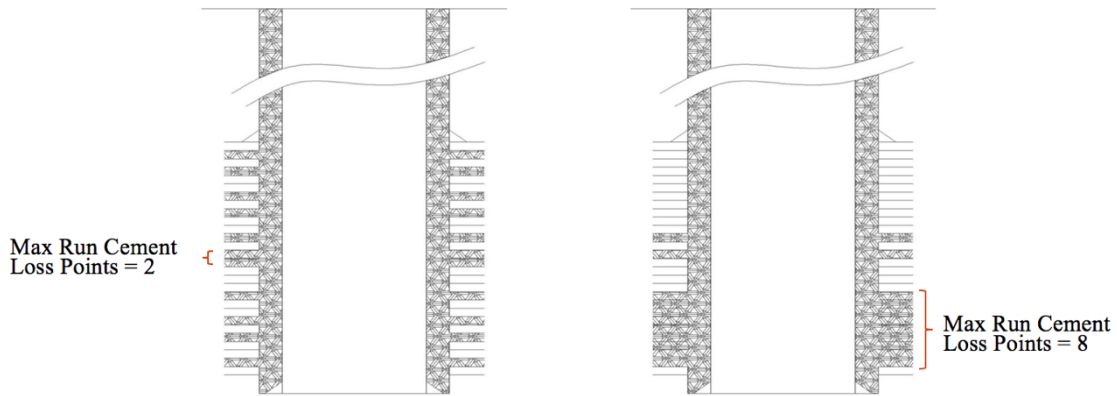 Max Run Cement
Loss Points = 2
Max Run Cement
Loss Points = 8